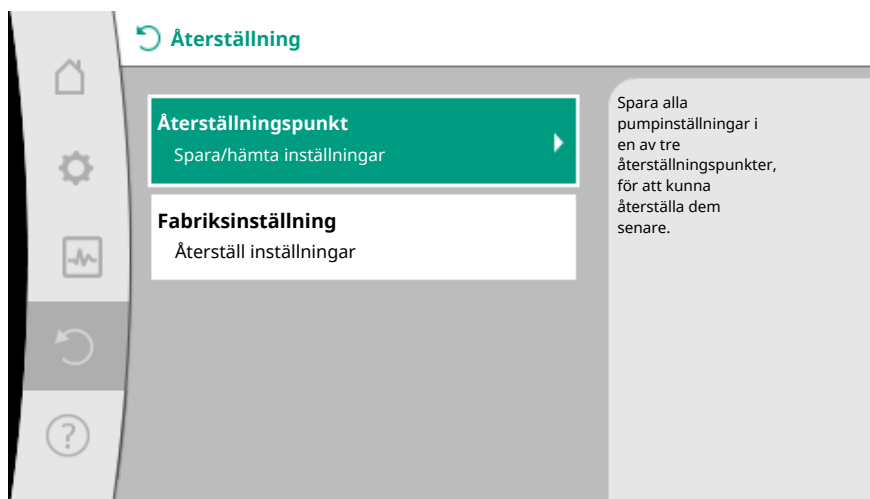 Återställning
Återställningspunkt
Spara/hämta inställningar
Fabriksinställning
Återställ inställningar
Spara alla
pumpinställningar i
en av tre
återställningspunkter,
för att kunna
återställa dem
senare.
?